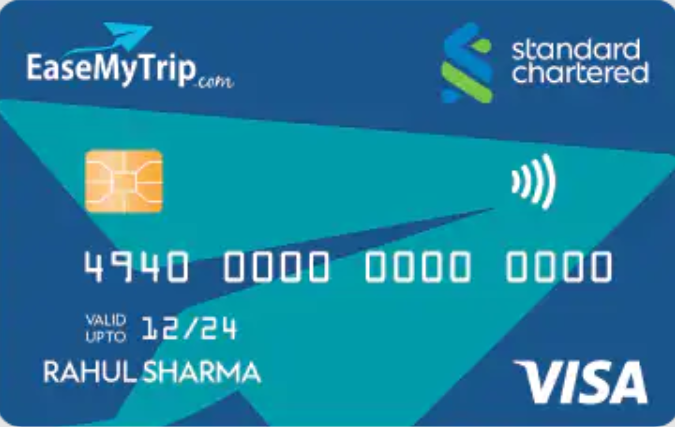 EaseMyTrip.com
standard
chartered
4940 0000 0000 0000
VALID
UPTO 12/24
RAHUL SHARMA
VISA